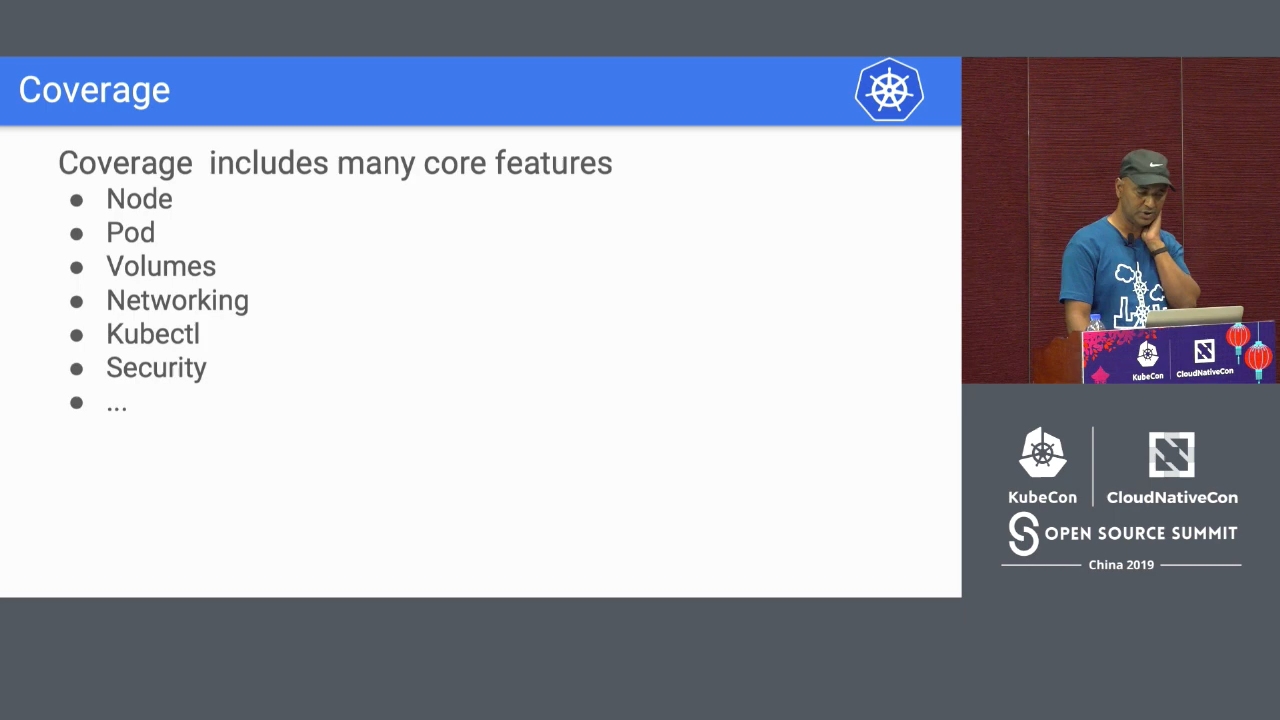 Coverage
Coverage includes many core features
● Node
● Pod
● Volumes
● Networking
● Kubectl
● Security
● ...
KubeCon
CloudNativeCon
KubeCon
CloudNativeCon
OPEN SOURCE SUMMIT
China 2019